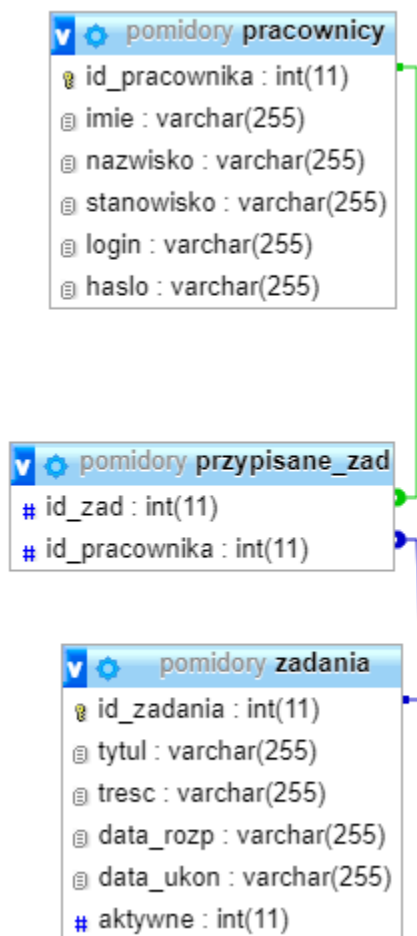 pomidory pracownicy
id_pracownika : int(11)
imie : varchar(255)
nazwisko : varchar(255)
stanowisko : varchar(255)
login : varchar(255)
haslo : varchar(255)
pomidory przypisane_zad
id_zad : int(11)
id_pracownika : int(11)
pomidory zadania
id_zadania : int(11)
tytul : varchar(255)
tresc : varchar(255)
data_rozp : varchar(255)
data_ukon : varchar(255)
aktywne : int(11)